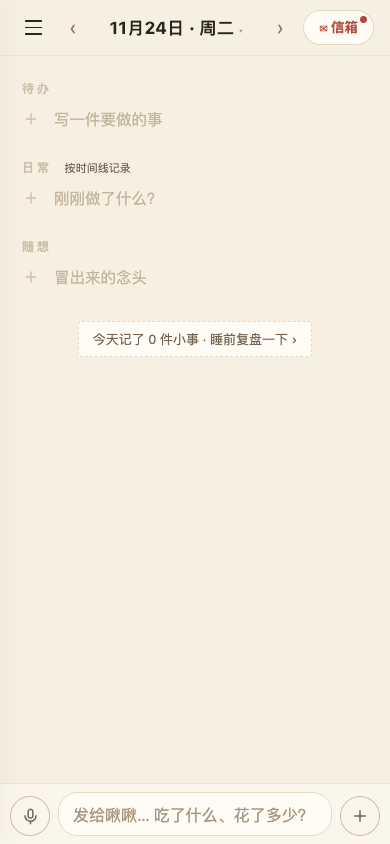 11月24日 · 周二
信箱
待办
写一件要做的事
日常 按时间线记录
刚刚做了什么?
随想
冒出来的念头
今天记了 0 件小事 · 睡前复盘一下 ›
发给啾啾... 吃了什么、花了多少?